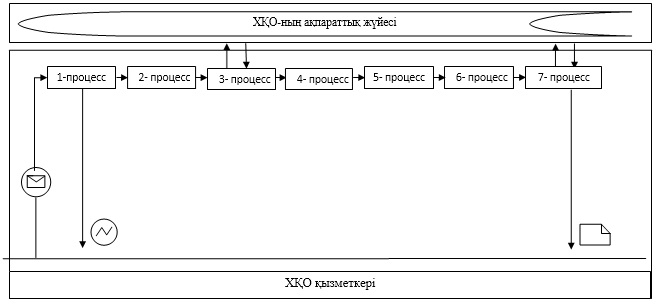 ХҚО-ның ақпараттық жүйесі
1-процесс
2- процесс
3- процесс
4- процесс
5- процесс
6- процесс
7- процесс
ХҚО қызметкері